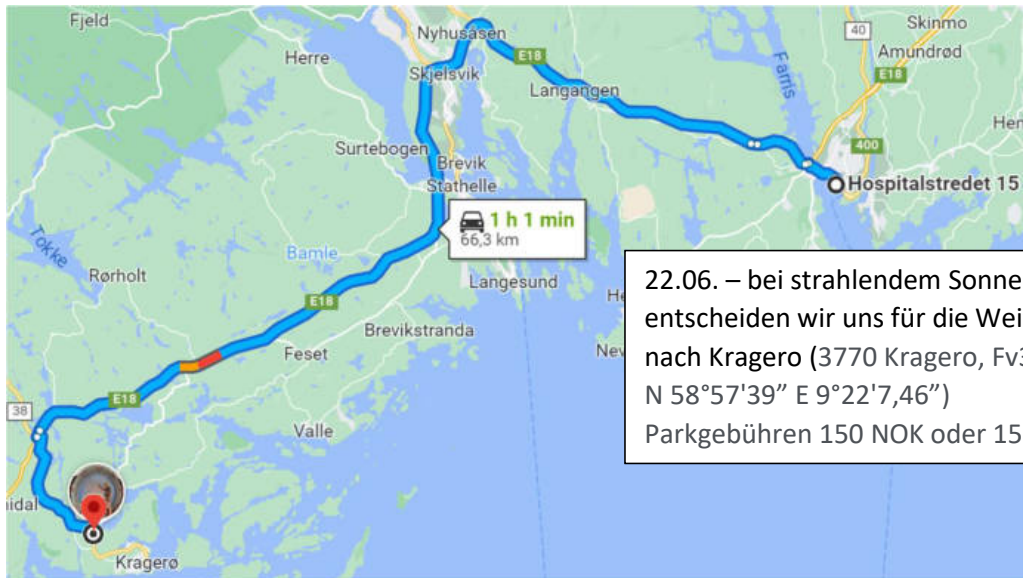 Fjeld
Herre
Nyhusåsen
E18
40
Skinmo
Amundrød
E18
Skjelsvik
Langangen
Farris
400
Surtebogen
Brevik
Stathelle
Hospitalstredet 15
1 h 1 min
66,3 km
Tokke
Bamle
Rørholt
Langesund
E18
Brevikstranda
Feset
E18
38
Valle
Kragerø
22.06. – bei strahlendem Sonne
entscheiden wir uns für die Wei
nach Kragero (3770 Kragero, Fv3
N 58°57'39” E 9°22'7,46”)
Parkgebühren 150 NOK oder 15